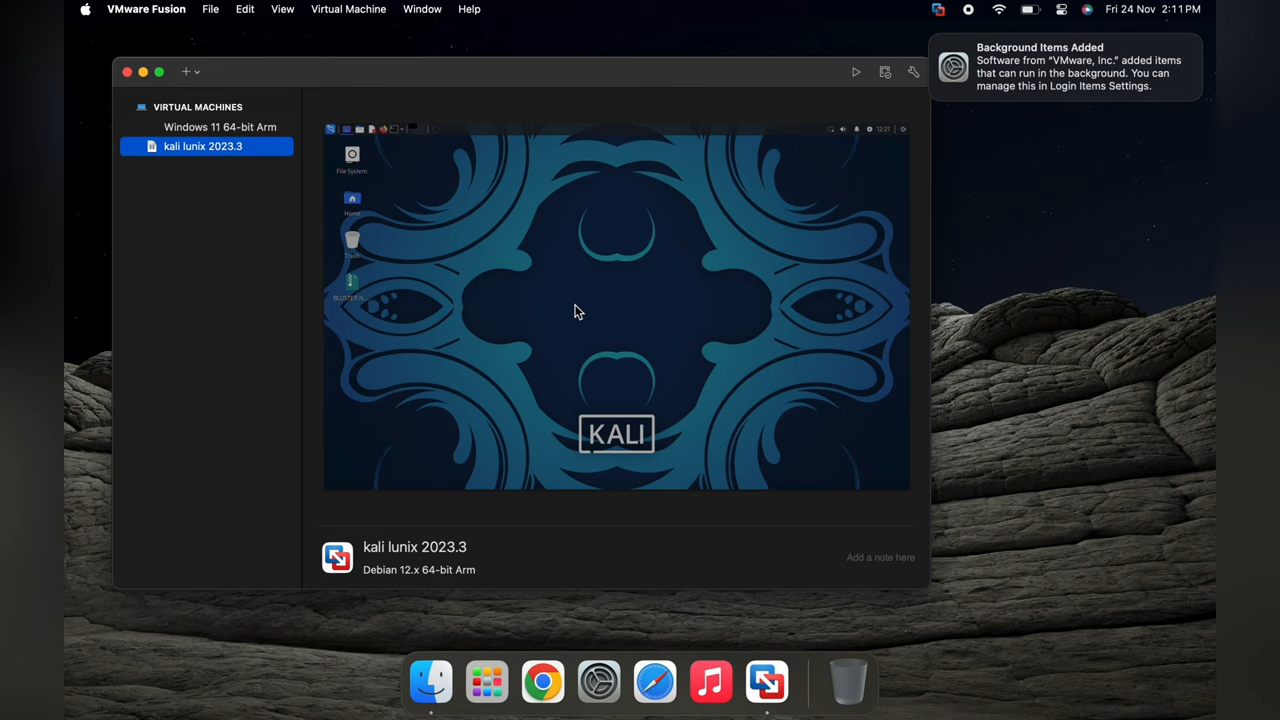 VMware Fusion File Edit View Virtual Machine Window Help Fri 24 Nov 2:11 PM
Background Items Added
Software from “VMware, Inc.” added items
that can run in the background. You can
manage this in Login Items Settings.
VIRTUAL MACHINES
Windows 11 64-bit Arm
kali lunix 2023.3
12:21
File System
Home
Trash
BLUSTER N...
KALI
kali lunix 2023.3
Debian 12.x 64-bit Arm
Add a note here